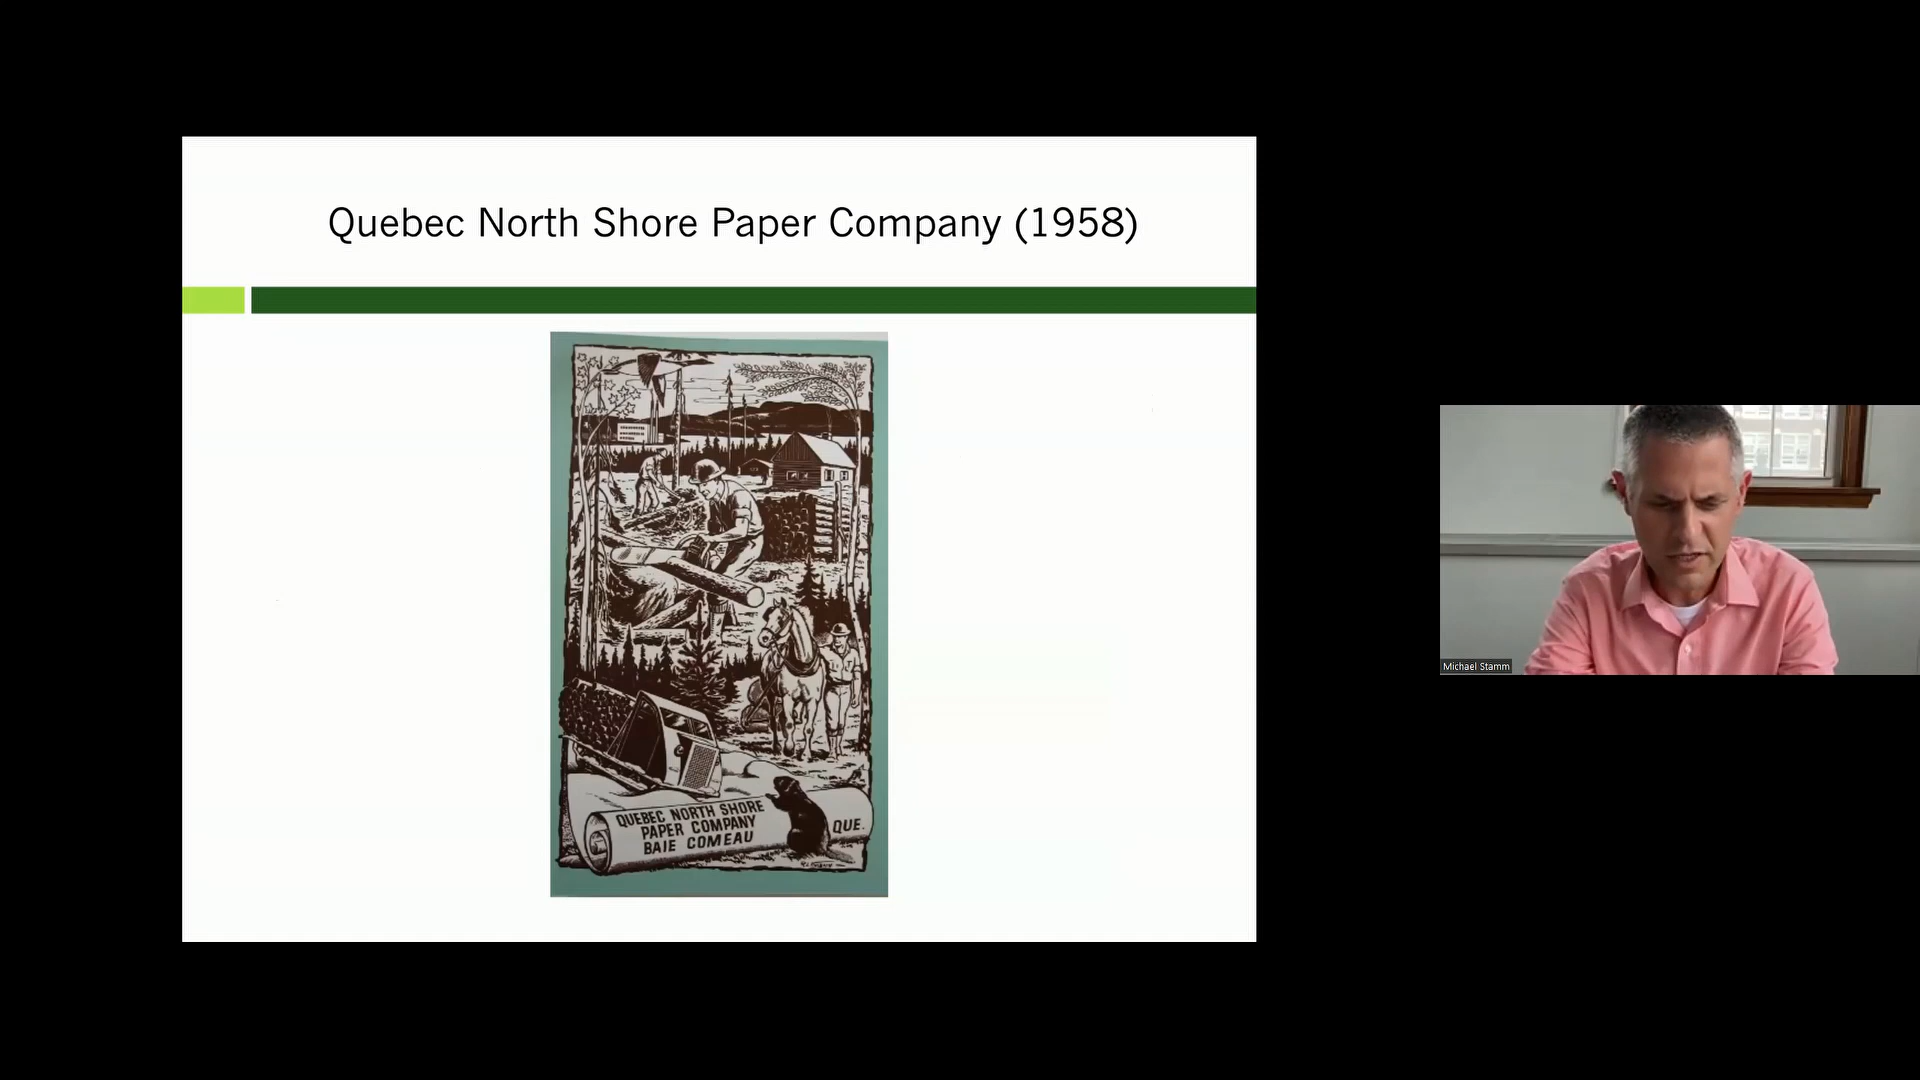 Quebec North Shore Paper Company (1958)
QUEBEC NORTH SHORE
PAPER COMPANY
BAIE COMEAU
QUE.
Michael Stamm